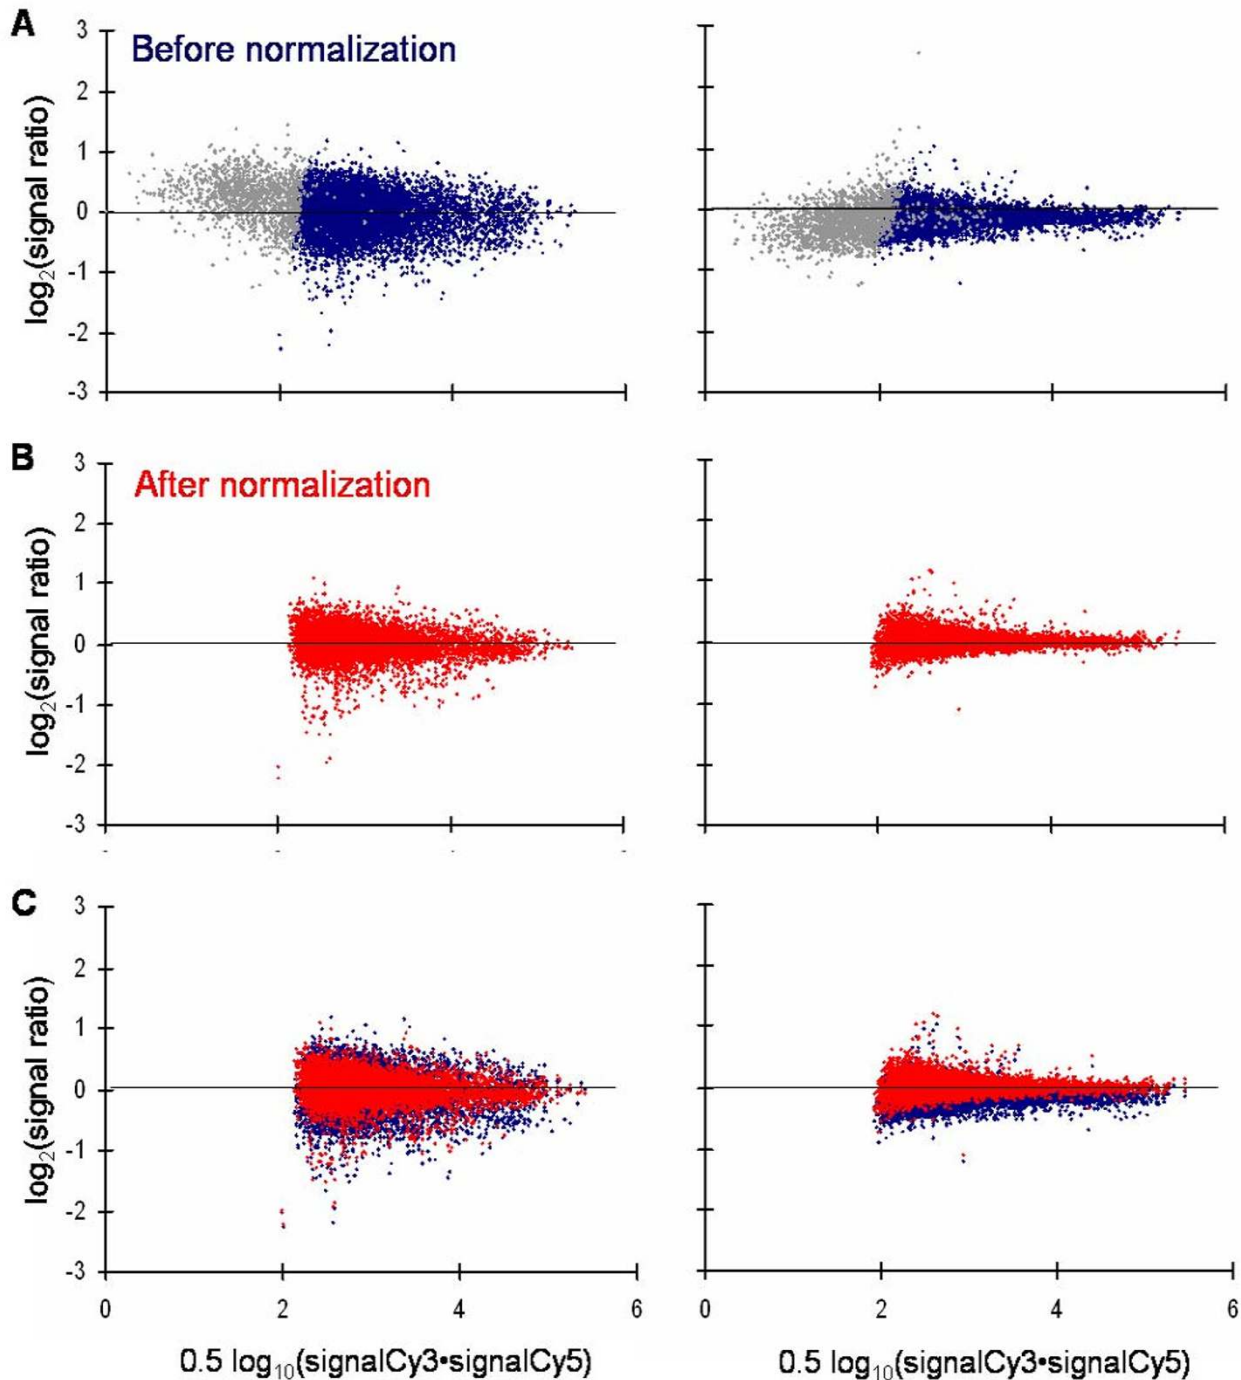 A
Before normalization
3
2
1
0
-1
-2
-3
log2(signal ratio)
B
After normalization
3
2
1
0
-1
-2
-3
log2(signal ratio)
C
3
2
1
0
-1
-2
-3
log2(signal ratio)
0 2 4 6
0 2 4 6
0.5 log10(signalCy3•signalCy5)
0.5 log10(signalCy3•signalCy5)